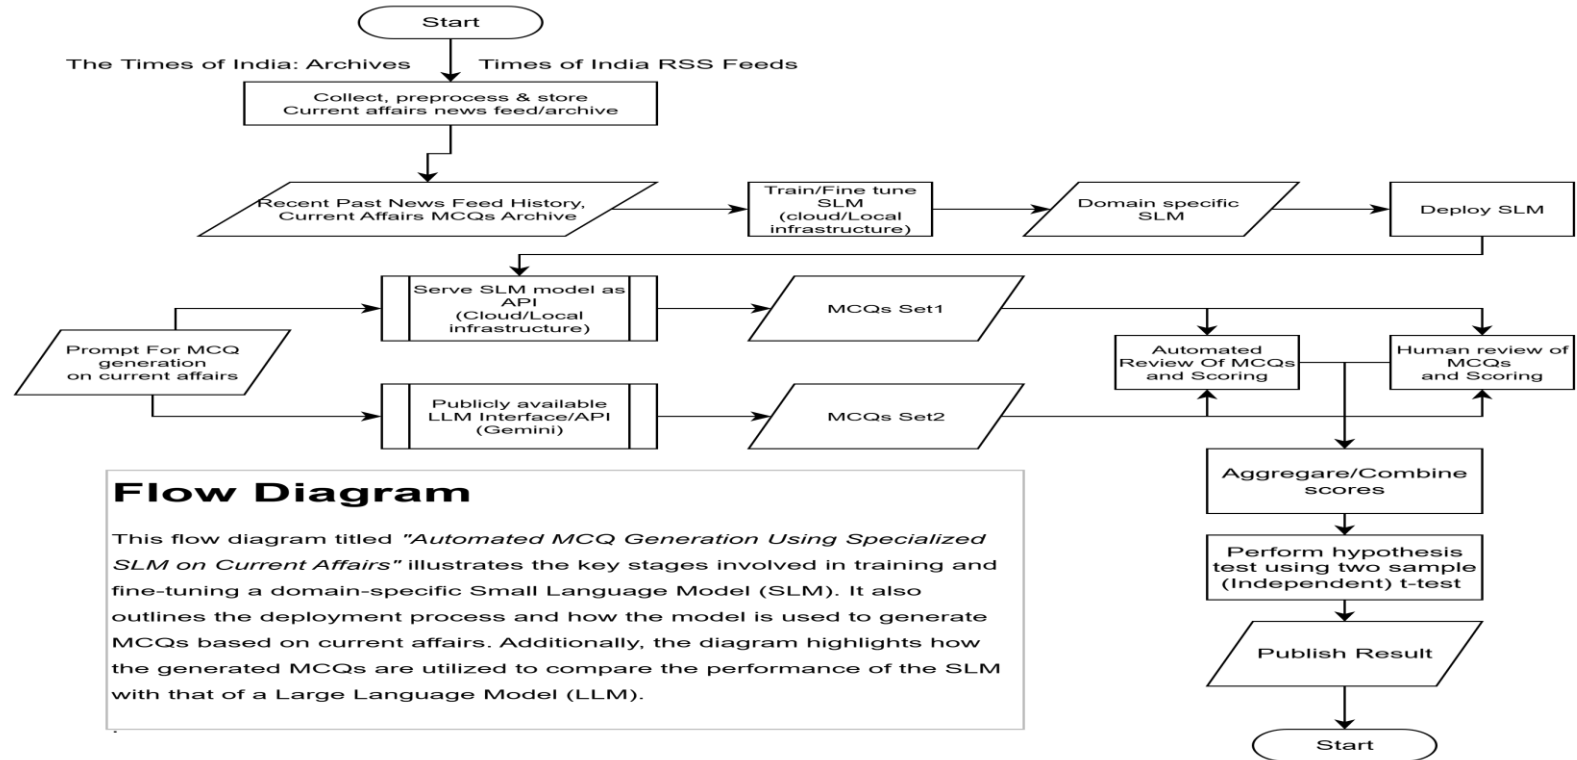 Start
The Times of India: Archives
Times of India RSS Feeds
Collect, preprocess & store
Current affairs news feed/archive
Recent Past News Feed History,
Current Affairs MCQs Archive
Train/Fine tune
SLM
(cloud/Local
infrastructure)
Domain specific
SLM
Deploy SLM
Serve SLM model as
API
(Cloud/Local
infrastructure)
MCQs Set1
Prompt For MCQ
generation
on current affairs
Automated
Review Of MCQs
and Scoring
Human review of
MCQs
and Scoring
Publicly available
LLM Interface/API
(Gemini)
MCQs Set2
Aggregare/Combine
scores
Perform hypothesis
test using two sample
(Independent) t-test
Publish Result
Start
Flow Diagram
This flow diagram titled "Automated MCQ Generation Using Specialized
SLM on Current Affairs" illustrates the key stages involved in training and
fine-tuning a domain-specific Small Language Model (SLM). It also
outlines the deployment process and how the model is used to generate
MCQs based on current affairs. Additionally, the diagram highlights how
the generated MCQs are utilized to compare the performance of the SLM
with that of a Large Language Model (LLM).
.